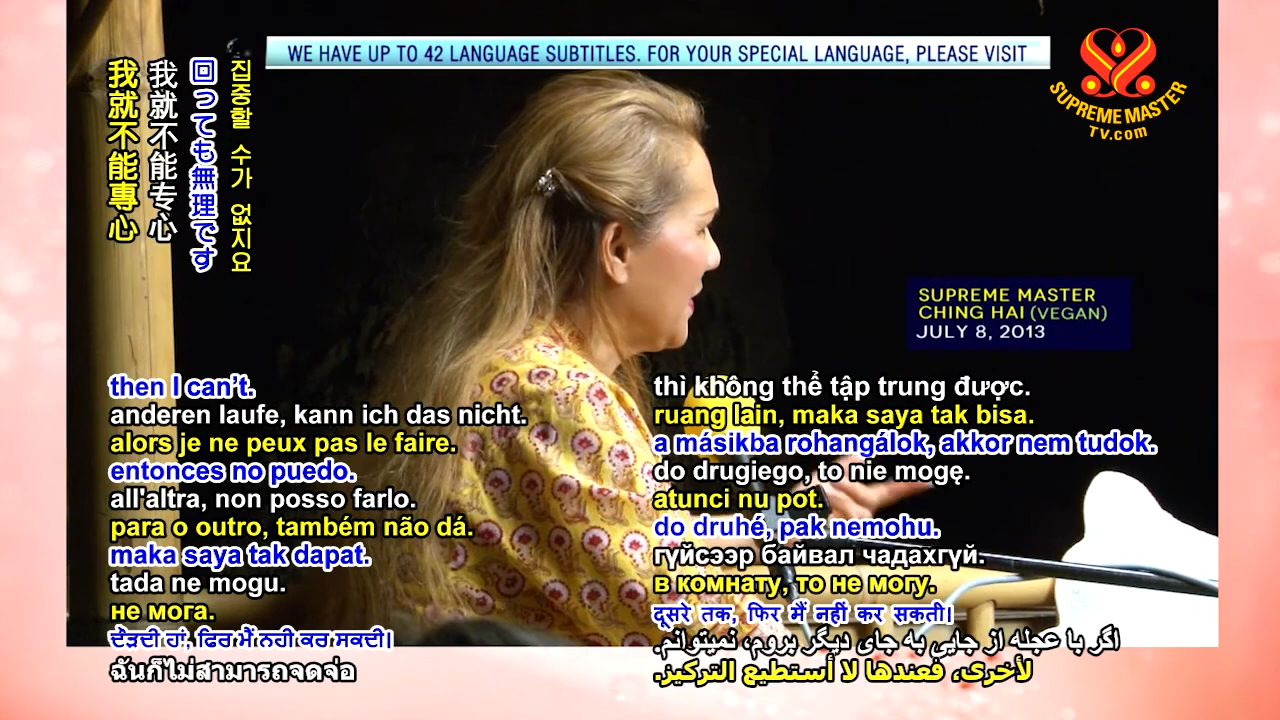 WE HAVE UP TO 42 LANGUAGE SUBTITLES. FOR YOUR SPECIAL LANGUAGE, PLEASE VISIT
SUPREME MASTER
TV.com
我就不能專心
我就不能专心
回っても無理です
집중할 수가 없지요
SUPREME MASTER
CHING HAI (VEGAN)
JULY 8, 2013
then I can't.
anderen laufe, kann ich das nicht.
alors je ne peux pas le faire.
entonces no puedo.
all'altra, non posso farlo.
para o outro, também não dá.
maka saya tak dapat.
tada ne mogu.
не мога.
ਦੌੜਦੀ ਹਾਂ, ਫਿਰ ਮੈਂ ਨਹੀਂ ਕਰ ਸਕਦੀ।
ฉันก็ไม่สามารถจดจ่อ
thì không thể tập trung được.
ruang lain, maka saya tak bisa.
a másikba rohangálok, akkor nem tudok.
do drugiego, to nie mogę.
atunci nu pot.
do druhé, pak nemohu.
гүйсээр байвал чадахгүй.
в комнату, то не могу.
दूसरे तक, फिर मैं नहीं कर सकती।
اگر با عجله از جایی به جای دیگر بروم، نمیتوانم.
لأخرى، فعندها لا أستطيع التركيز.